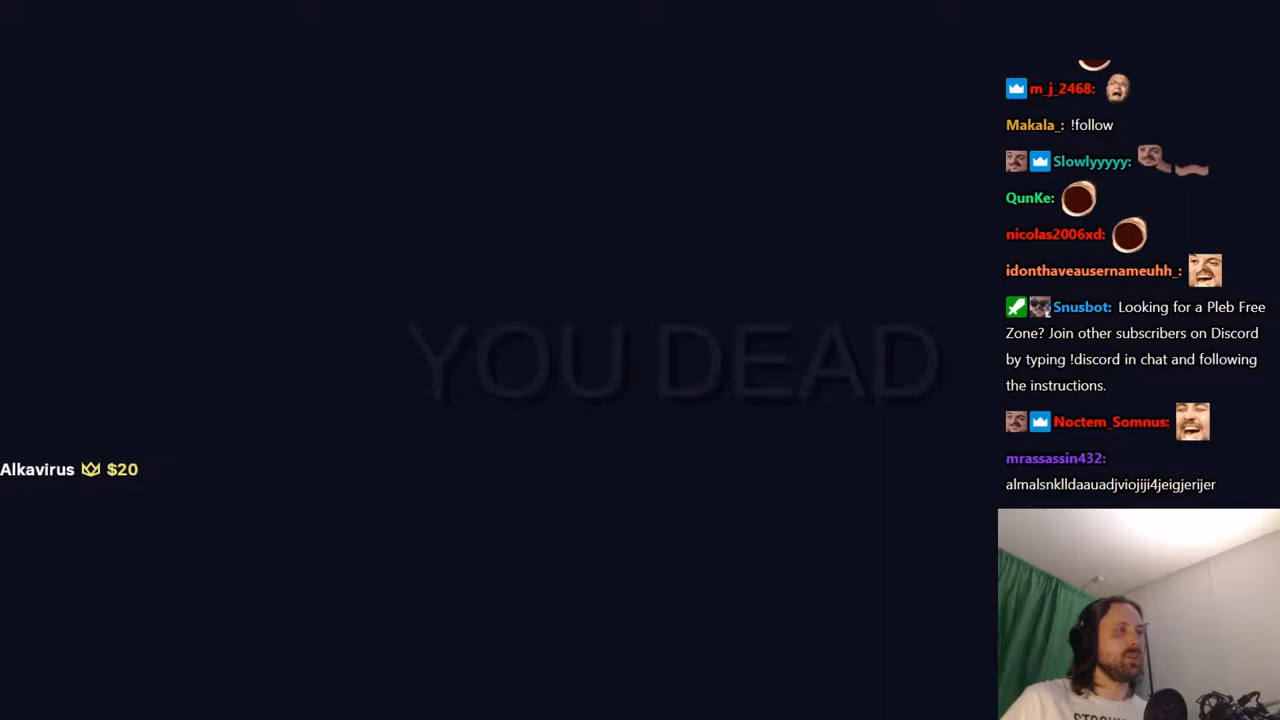 m_j_2468:
Makala_: !follow
Slowlyyyyy:
QunKe:
nicolas2006xd:
idonthaveausernameuhh_:
Snusbot: Looking for a Pleb Free
Zone? Join other subscribers on Discord
by typing !discord in chat and following
the instructions.
Noctem_Somnus:
mrassassin432:
almalsnklldaauadjviojiji4jeigjerijer
YOU DEAD
Alkavirus $20